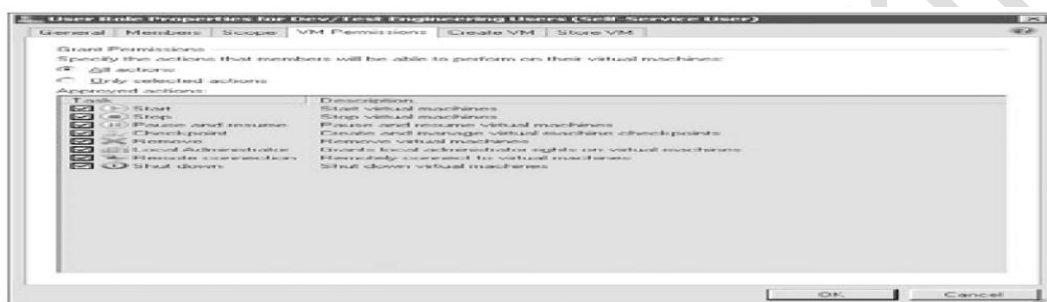 User Role Properties for Dev/Test Engineering Users (Self-Service User)
General Members Scope VM Permissions Create VM Store VM
Grant Permissions
Specify the actions that members will be able to perform on their virtual machines:
All actions
Only selected actions
Approved actions:
Task Description
Start Start virtual machines
Stop Stop virtual machines
Pause and resume Pause and resume virtual machines
Checkpoint Create and manage virtual machine checkpoints
Remove Remove virtual machines
Local Administrator Grants local administrator rights on virtual machines
Remote connection Remotely connect to virtual machines
Shut down Shut down virtual machines
OK Cancel